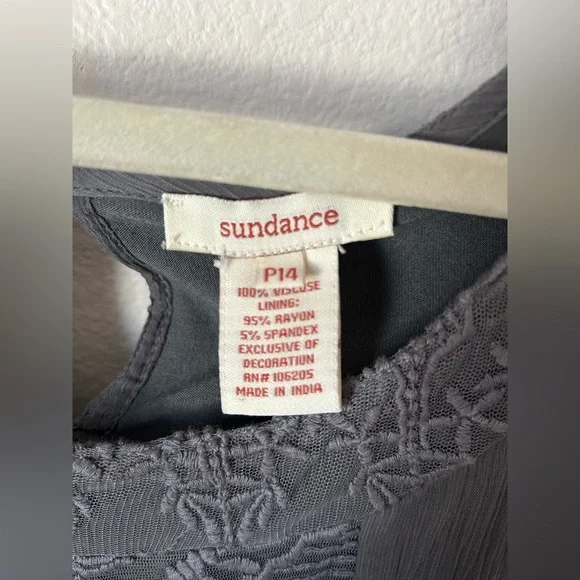 sundance
P14
100% VISCOSE
LINING:
95% RAYON
5% SPANDEX
EXCLUSIVE OF
DECORATION
RN# 106205
MADE IN INDIA